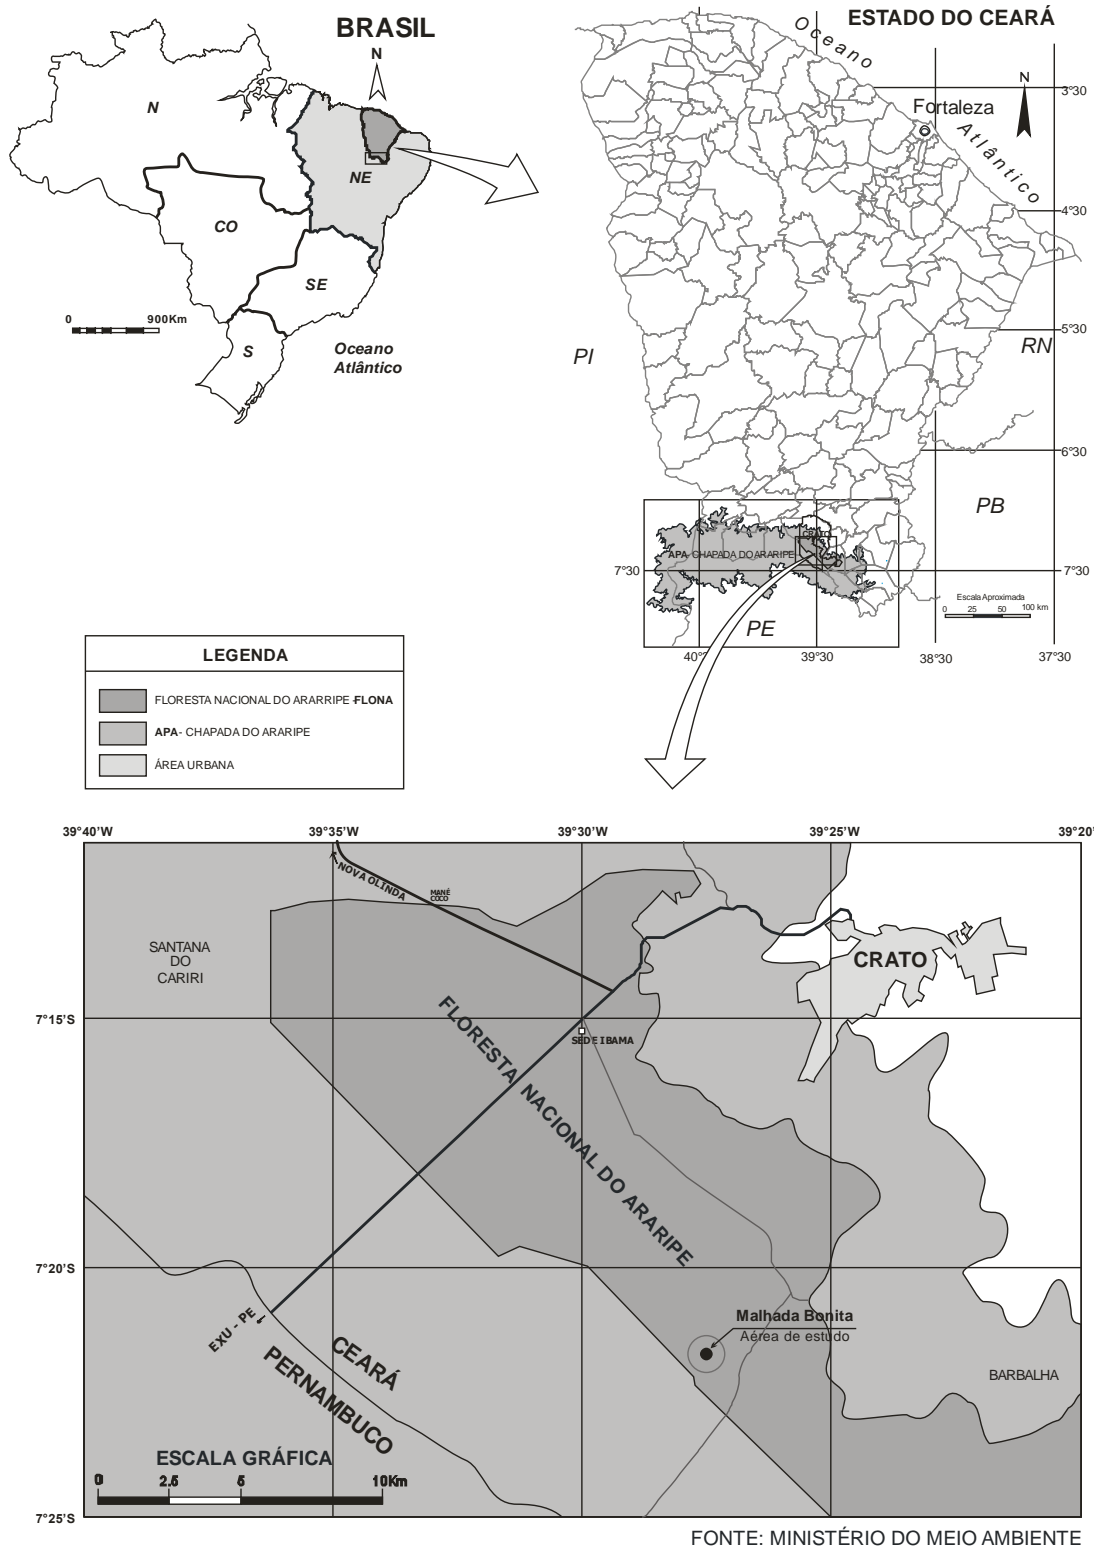 BRASIL
N
N
NE
CO
SE
S
0 900Km
Oceano
Atlântico
ESTADO DO CEARÁ
Oceano
Atlântico
N
Fortaleza
3°30
4°30
5°30
6°30
7°30
7°30
PI
RN
PB
PE
CRATO
APA- CHAPADA DO ARARIPE
Escala Aproximada
0 25 50 100 km
40°
39°30
38°30
37°30
LEGENDA
FLORESTA NACIONAL DO ARARRIPE -FLONA
APA- CHAPADA DO ARARIPE
ÁREA URBANA
39°40'W 39°35'W 39°30'W 39°25'W 39°20'
NOVA OLINDA
MANÉ
COCO
SANTANA
DO
CARIRI
CRATO
7°15'S
SEDE IBAMA
FLORESTA NACIONAL DO ARARIPE
7°20'S
EXU - PE
Malhada Bonita
Aérea de estudo
CEARÁ
PERNAMBUCO
BARBALHA
ESCALA GRÁFICA
0 2.5 5 10Km
7°25'S
FONTE: MINISTÉRIO DO MEIO AMBIENTE